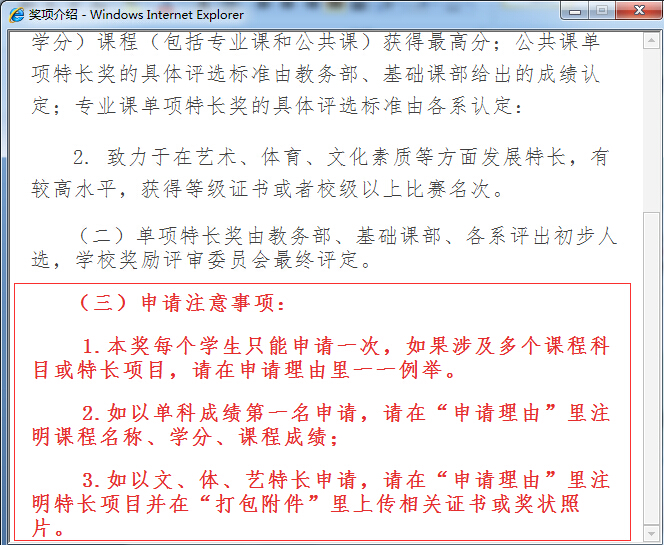 奖项介绍 - Windows Internet Explorer
学分）课程（包括专业课和公共课）获得最高分；公共课单
项特长奖的具体评选标准由教务部、基础课部给出的成绩认
定；专业课单项特长奖的具体评选标准由各系认定：
2. 致力于在艺术、体育、文化素质等方面发展特长，有
较高水平，获得等级证书或者校级以上比赛名次。
（二）单项特长奖由教务部、基础课部、各系评出初步人
选，学校奖励评审委员会最终评定。
（三）申请注意事项：
1.本奖每个学生只能申请一次，如果涉及多个课程科
目或特长项目，请在申请理由里一一例举。
2.如以单科成绩第一名申请，请在“申请理由”里注
明课程名称、学分、课程成绩；
3.如以文、体、艺特长申请，请在“申请理由”里注
明特长项目并在“打包附件”里上传相关证书或奖状照
片。